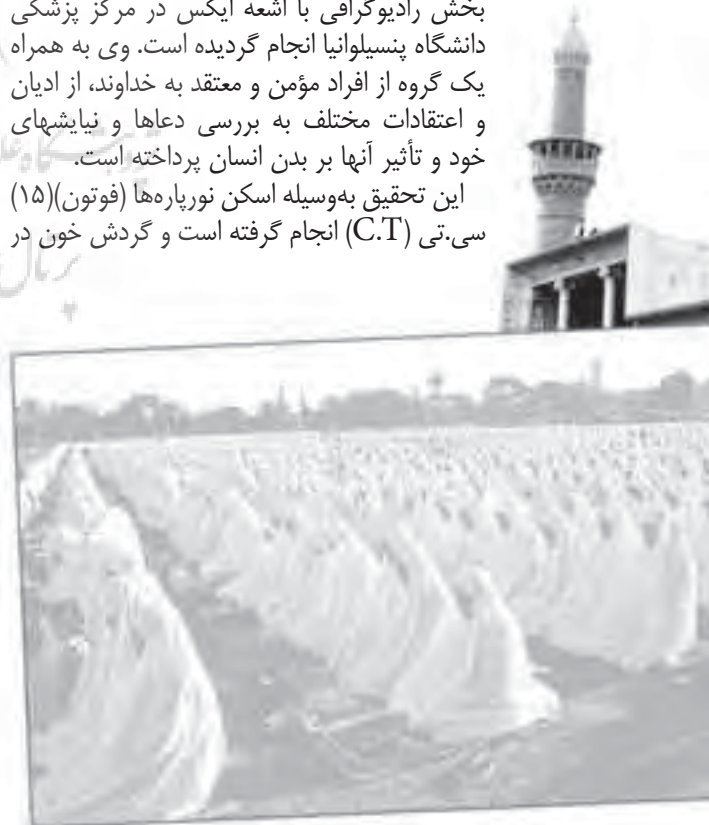 بخش رادیوگرافی با اشعه ایکس در مرکز پزشکی
دانشگاه پنسیلوانیا انجام گردیده است. وی به همراه
یک گروه از افراد مؤمن و معتقد به خداوند، از ادیان
و اعتقادات مختلف به بررسی دعاها و نیایشهای
خود و تأثیر آنها بر بدن انسان پرداخته است.
این تحقیق به‌وسیله اسکن نورپاره‌ها (فوتون)(۱۵)
سی.تی (C.T) انجام گرفته است و گردش خون در